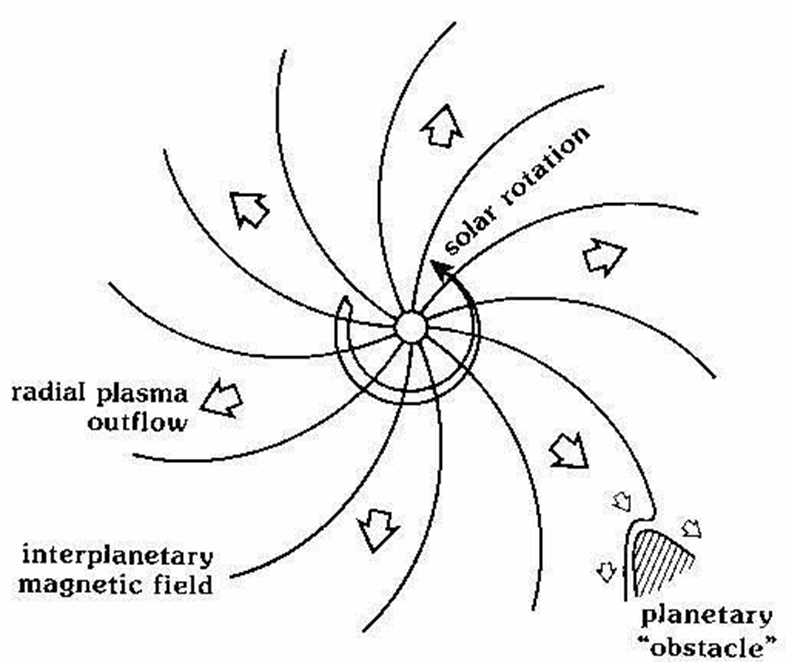 solar rotation
radial plasma
outflow
interplanetary
magnetic field
planetary
“obstacle”